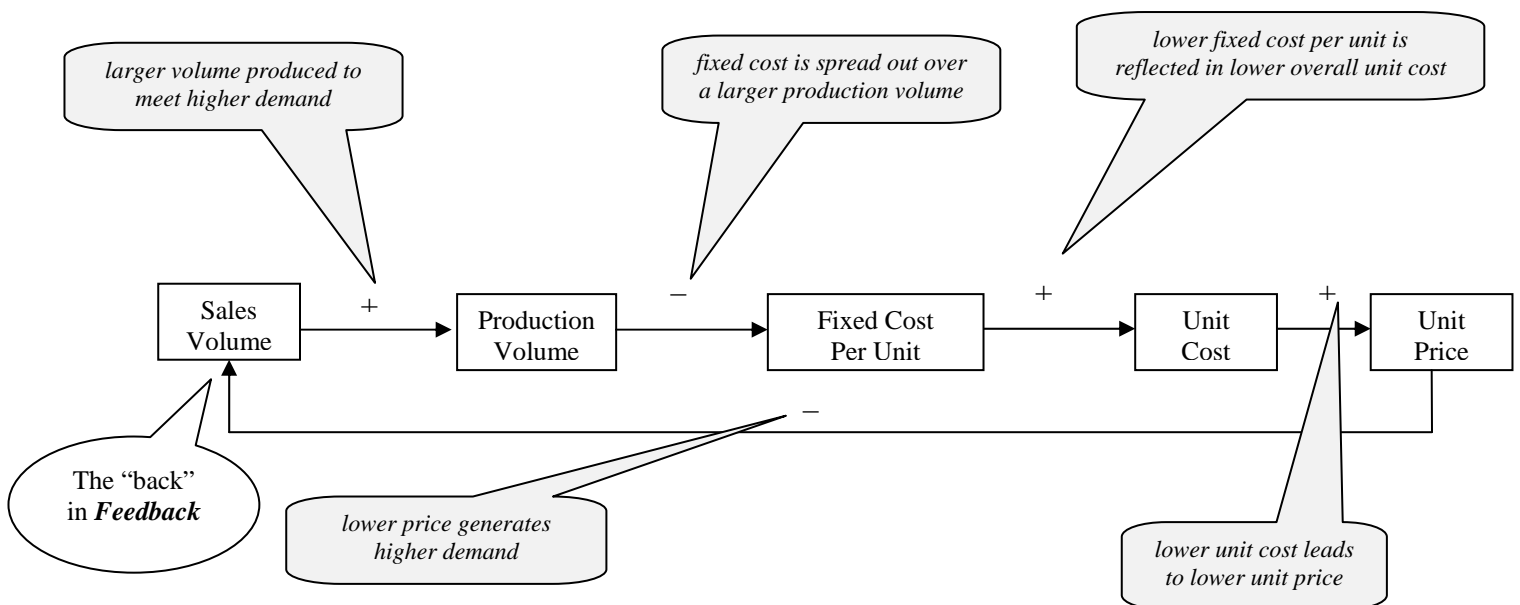 larger volume produced to
meet higher demand
fixed cost is spread out over
a larger production volume
lower fixed cost per unit is
reflected in lower overall unit cost
Sales
Volume
+
Production
Volume
–
Fixed Cost
Per Unit
+
Unit
Cost
+
Unit
Price
–
The “back”
in Feedback
lower price generates
higher demand
lower unit cost leads
to lower unit price